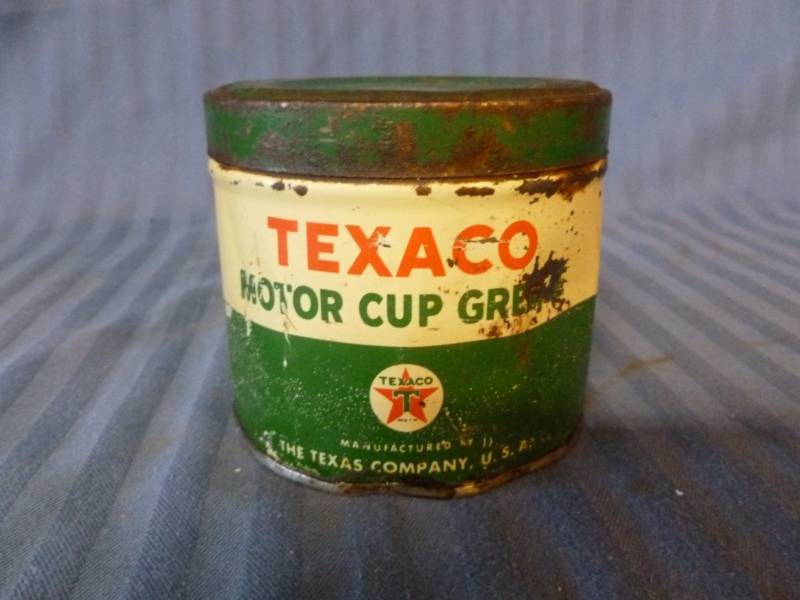 TEXACO
MOTOR CUP GRE
TEXACO
T
MANUFACTURED BY
THE TEXAS COMPANY, U. S. A.